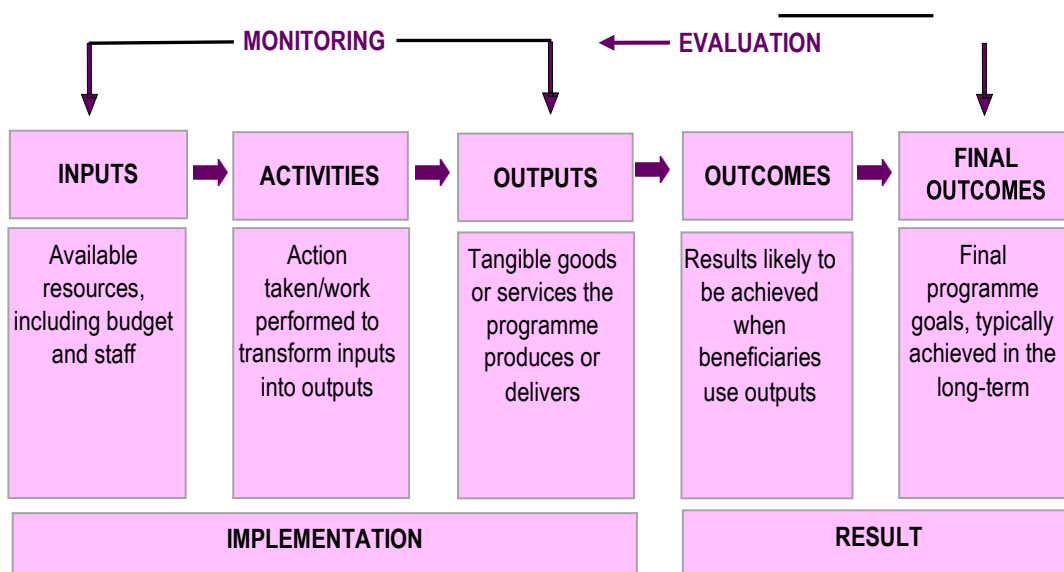 MONITORING
EVALUATION
INPUTS
ACTIVITIES
OUTPUTS
OUTCOMES
FINAL
OUTCOMES
Available
resources,
including budget
and staff
Action
taken/work
performed to
transform inputs
into outputs
Tangible goods
or services the
programme
produces or
delivers
Results likely to
be achieved
when
beneficiaries
use outputs
Final
programme
goals, typically
achieved in the
long-term
IMPLEMENTATION
RESULT